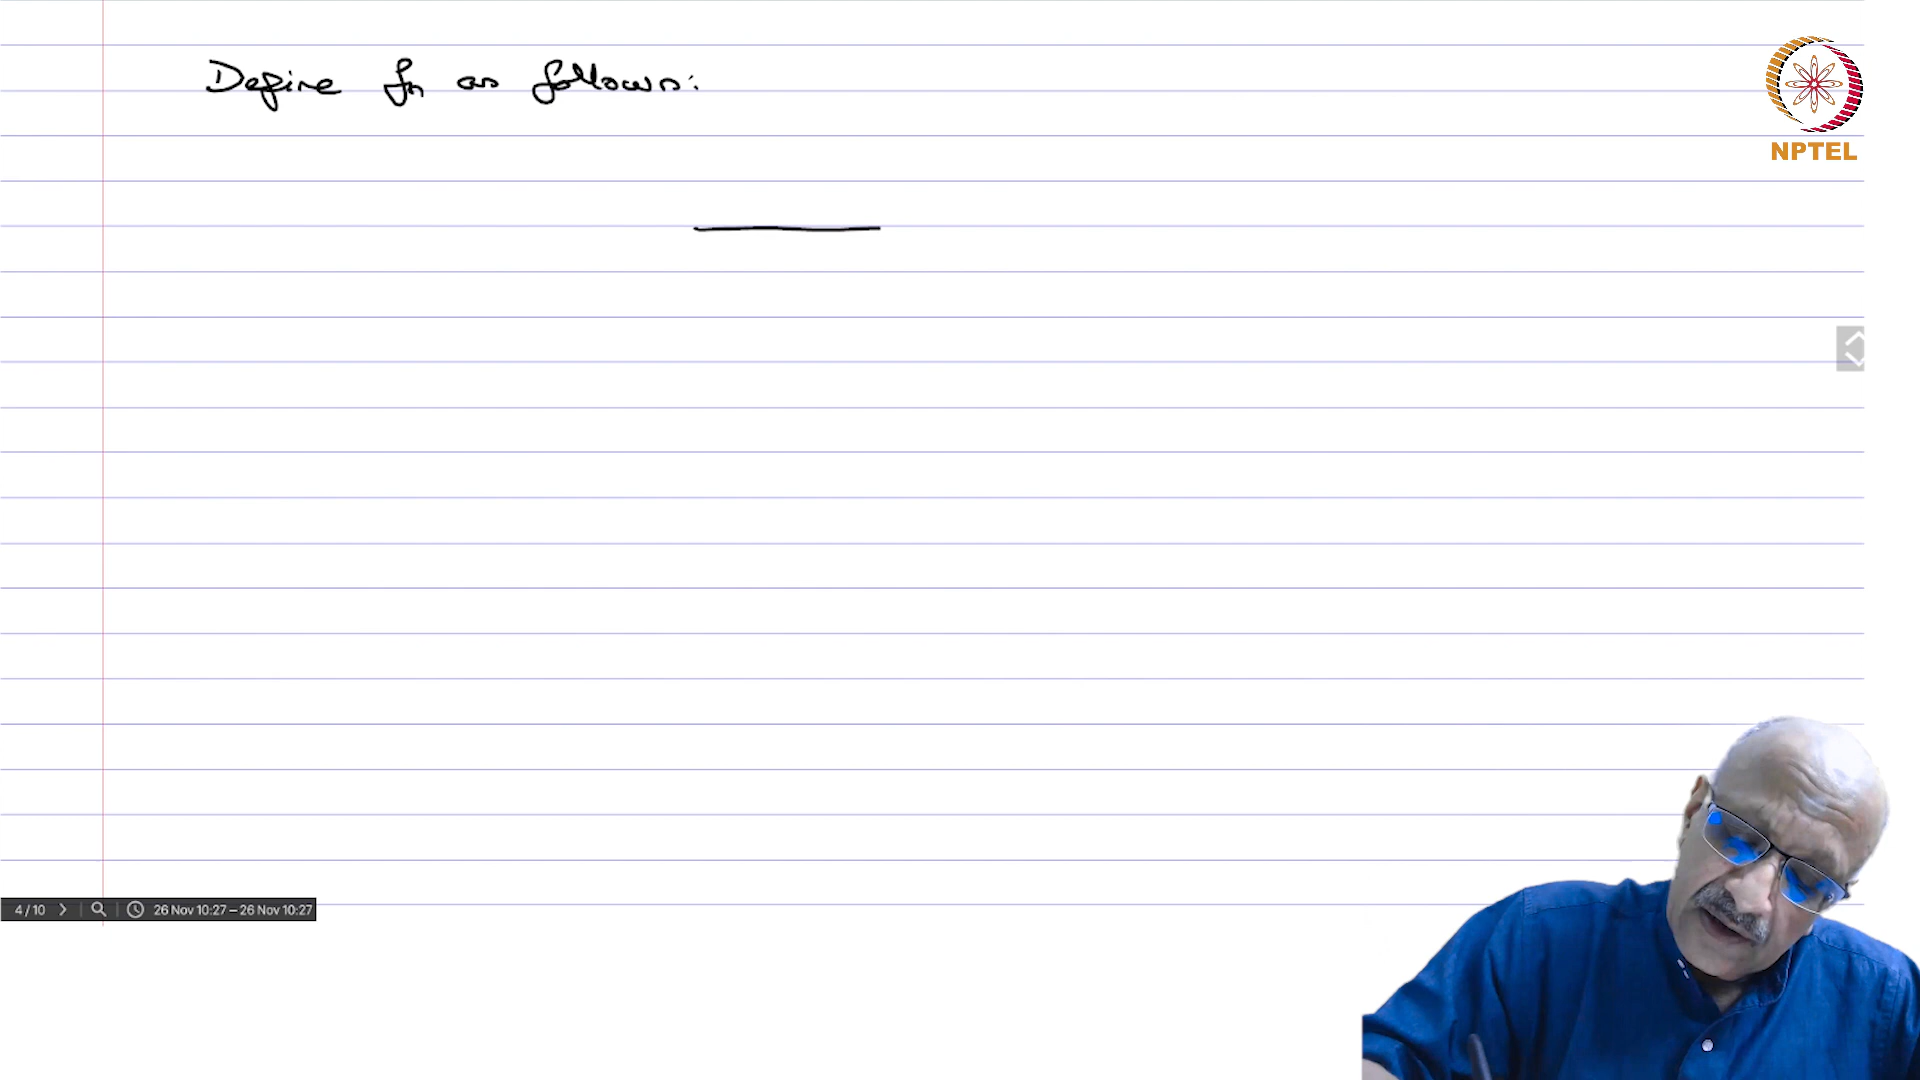 Define fn as follows:
NPTEL
4 / 10
26 Nov 10:27 – 26 Nov 10:27